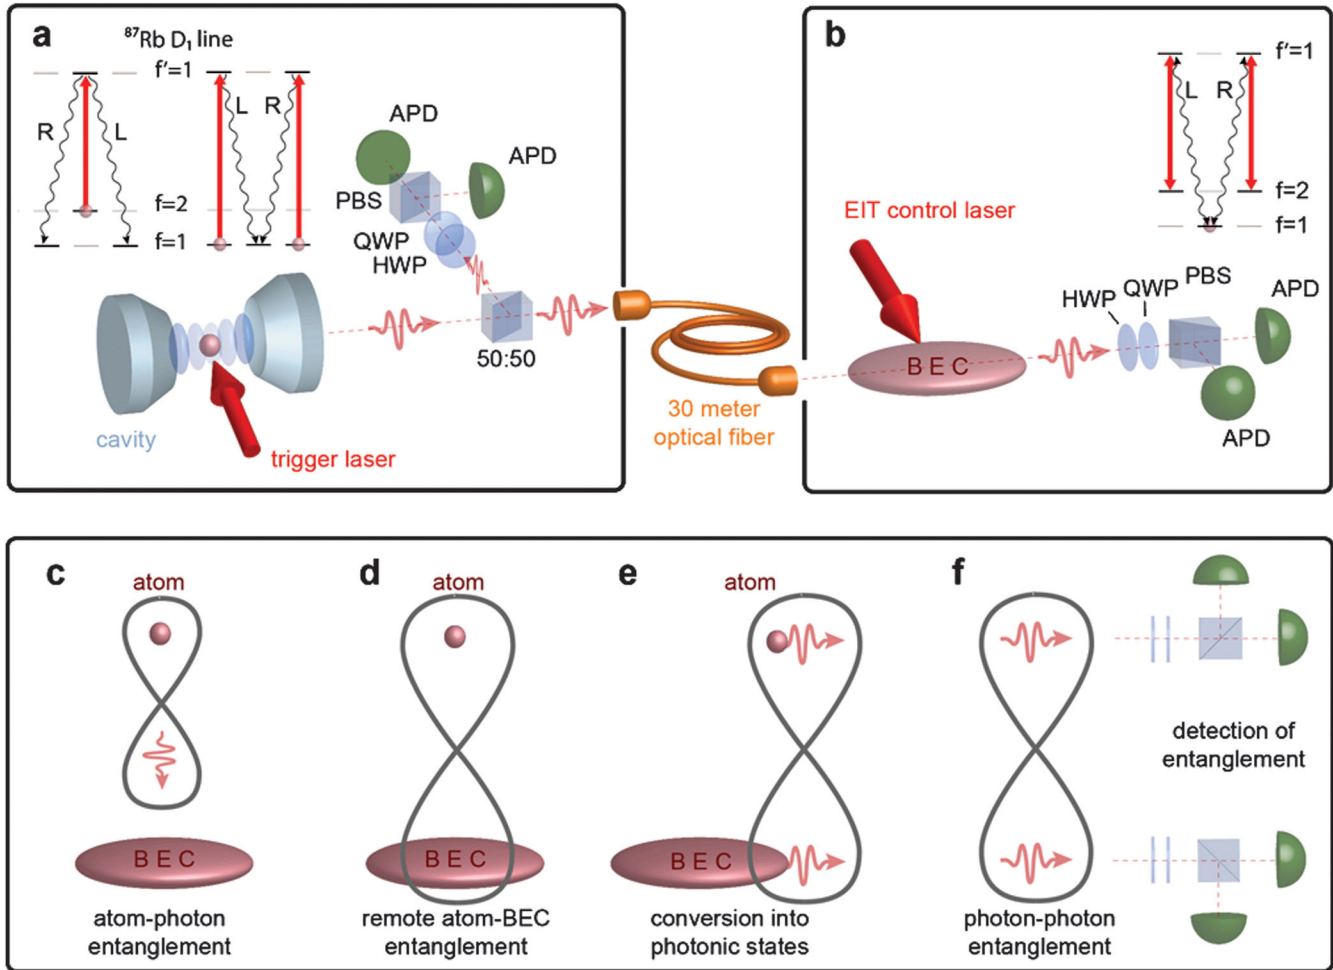 a
⁸⁷Rb D₁ line
f'=1
L
R
R
L
f=2
f=1
APD
APD
PBS
QWP
HWP
50:50
cavity
trigger laser
30 meter
optical fiber
b
f'=1
L
R
f=2
f=1
EIT control laser
HWP
QWP
PBS
APD
BEC
APD
c
atom
BEC
atom-photon
entanglement
d
atom
BEC
remote atom-BEC
entanglement
e
atom
BEC
conversion into
photonic states
f
photon-photon
entanglement
detection of
entanglement